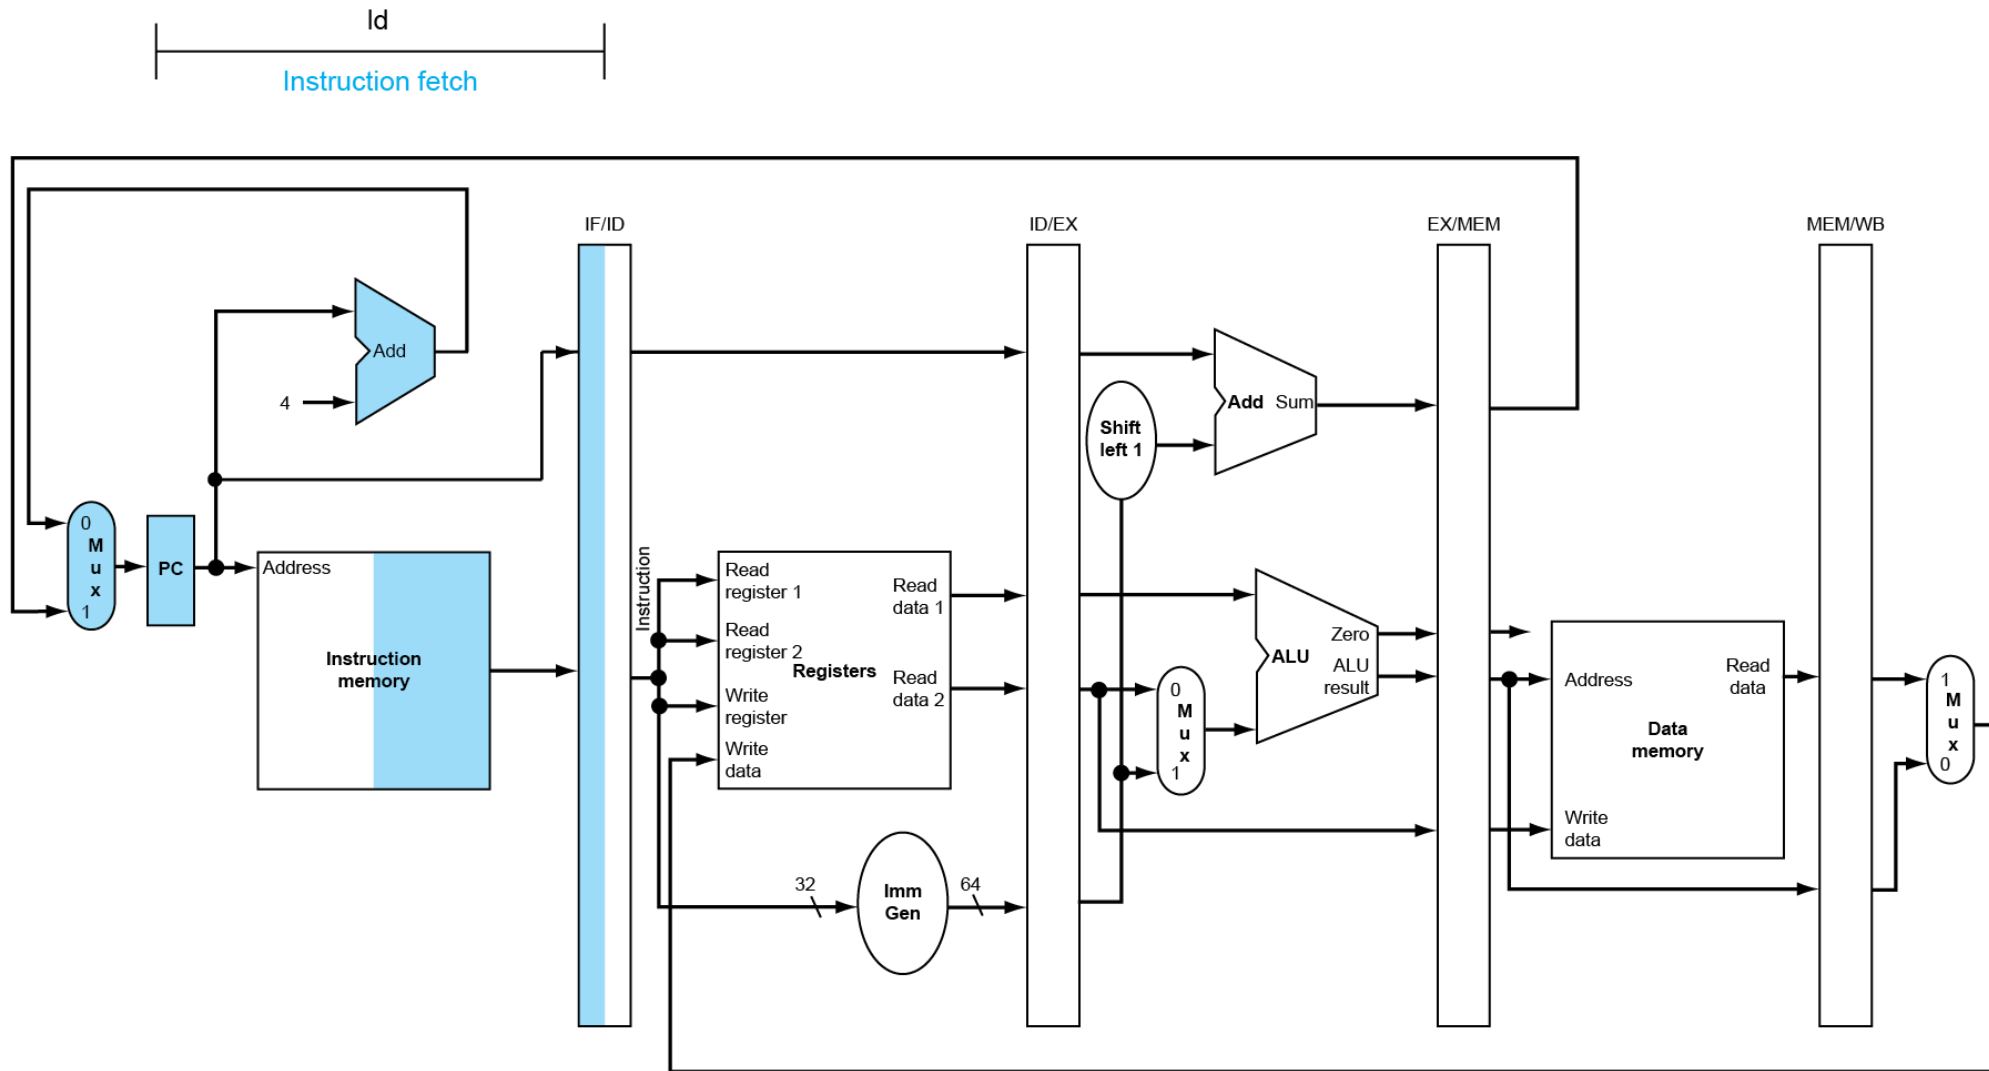 ld
Instruction fetch
IF/ID
ID/EX
EX/MEM
MEM/WB
Add
4
Add Sum
Shift
left 1
0
M
u
x
1
PC
Address
Instruction
memory
Instruction
Read
register 1
Read
register 2
Write
register
Write
data
Registers
Read
data 1
Read
data 2
0
M
u
x
1
ALU
Zero
ALU
result
Address
Read
data
Data
memory
Write
data
1
M
u
x
0
32
Imm
Gen
64